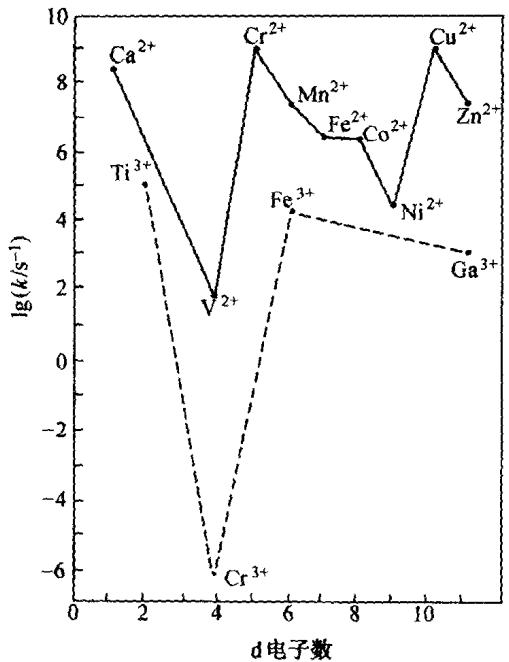 10
Cr²⁺
Cu²⁺
Ca²⁺
8
Mn²⁺
Zn²⁺
Fe²⁺
Co²⁺
6
Ti³⁺
Fe³⁺
Ni²⁺
4
Ga³⁺
lg(k/s⁻¹)
2
V²⁺
0
−2
−4
−6
Cr³⁺
0 2 4 6 8 10
d电子数